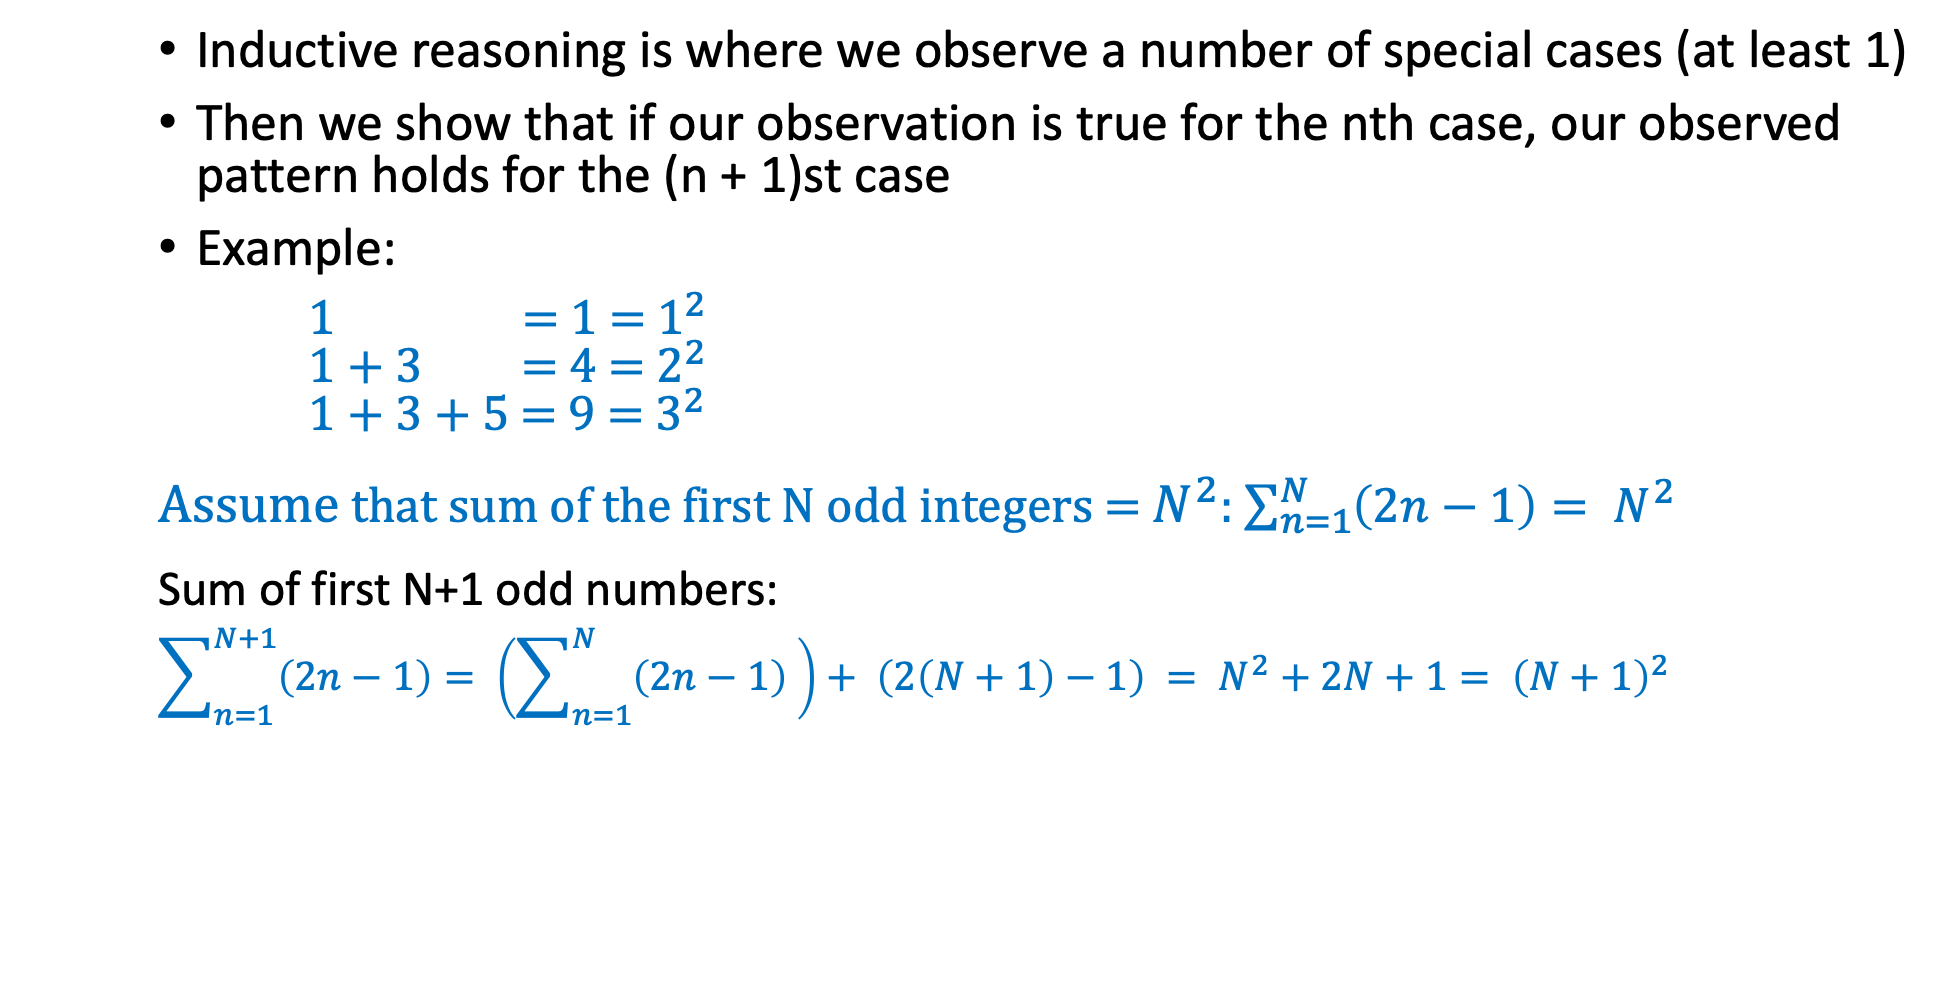 • Inductive reasoning is where we observe a number of special cases (at least 1)
• Then we show that if our observation is true for the nth case, our observed
pattern holds for the (n + 1)st case
• Example:
1 = 1 = 1²
1 + 3 = 4 = 2²
1 + 3 + 5 = 9 = 3²
Assume that sum of the first N odd integers = N²: ∑ₙ₌₁ᴺ(2n − 1) = N²
Sum of first N+1 odd numbers:
∑ₙ₌₁ᴺ⁺¹(2n − 1) = (∑ₙ₌₁ᴺ(2n − 1)) + (2(N + 1) − 1) = N² + 2N + 1 = (N + 1)²